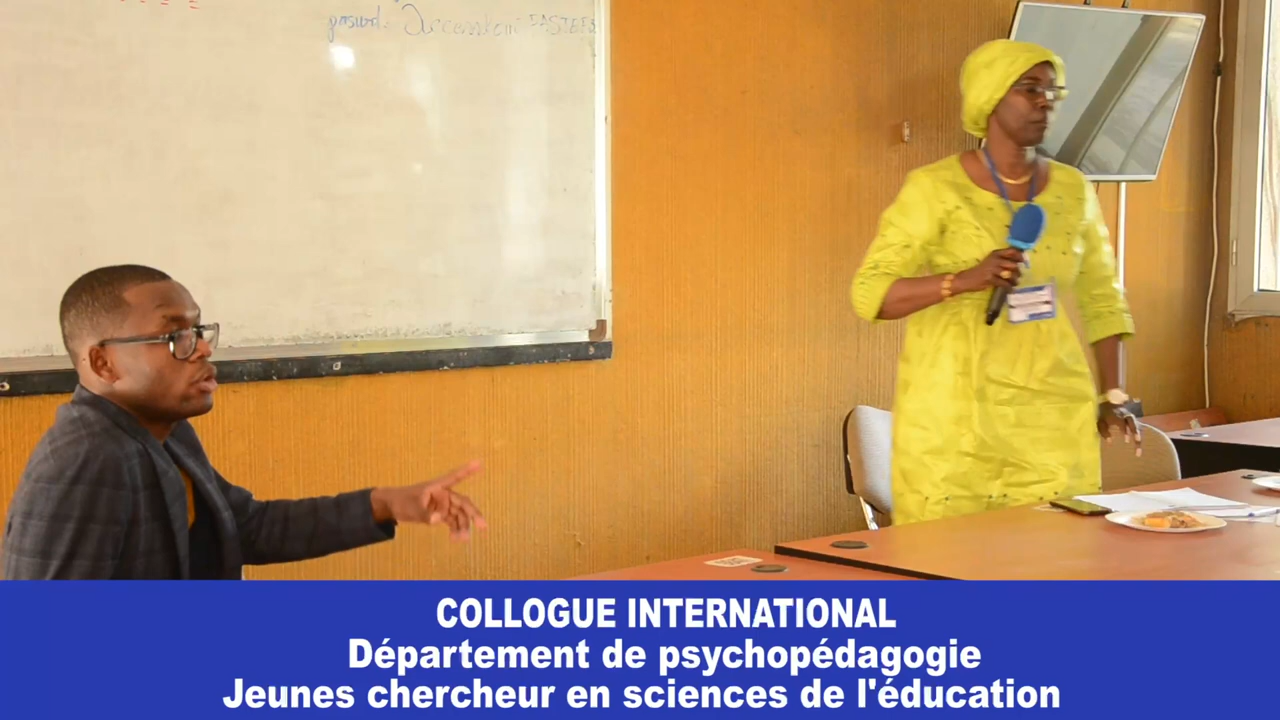 COLLOGUE INTERNATIONAL
Département de psychopédagogie
Jeunes chercheur en sciences de l'éducation